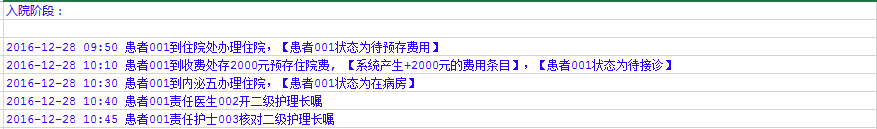 入院阶段：
2016-12-28 09:50 患者001到住院处办理住院，【患者001状态为待预存费用】
2016-12-28 10:10 患者001到收费处存2000元预存住院费, 【系统产生+2000元的费用条目】，【患者001状态为待接诊】
2016-12-28 10:30 患者001到内泌五办理住院，【患者001状态为在病房】
2016-12-28 10:40 患者001责任医生002开二级护理长嘱
2016-12-28 10:45 患者001责任护士003核对二级护理长嘱